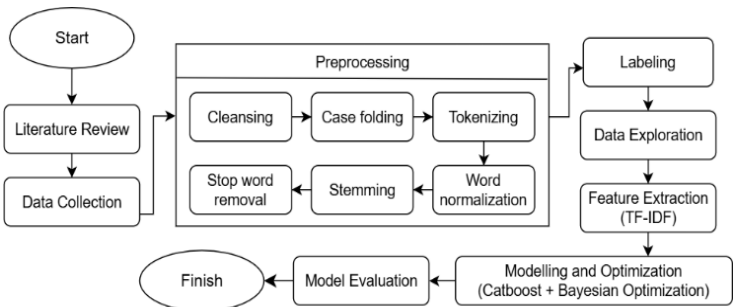 Start
Literature Review
Data Collection
Preprocessing
Cleansing
Case folding
Tokenizing
Word
normalization
Stemming
Stop word
removal
Labeling
Data Exploration
Feature Extraction
(TF-IDF)
Modelling and Optimization
(Catboost + Bayesian Optimization)
Model Evaluation
Finish